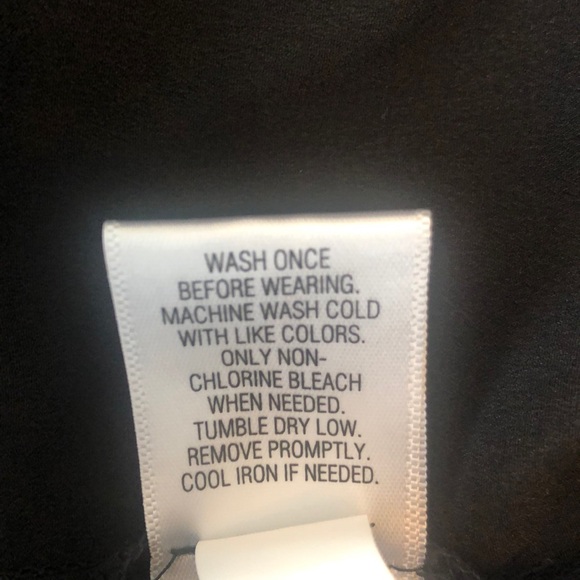 WASH ONCE
BEFORE WEARING.
MACHINE WASH COLD
WITH LIKE COLORS.
ONLY NON-
CHLORINE BLEACH
WHEN NEEDED.
TUMBLE DRY LOW.
REMOVE PROMPTLY.
COOL IRON IF NEEDED.